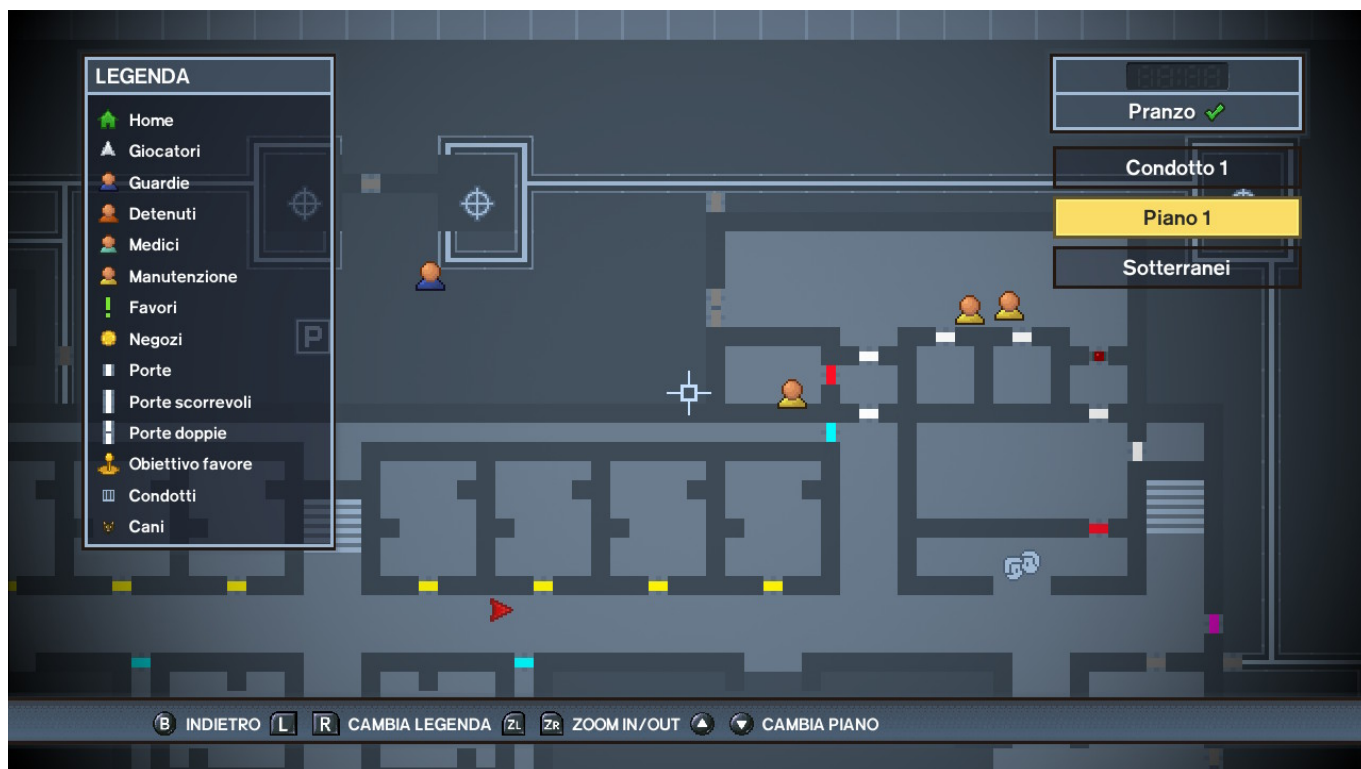 LEGENDA
Home
Giocatori
Guardie
Detenuti
Medici
Manutenzione
Favori
Negozi
Porte
Porte scorrevoli
Porte doppie
Obiettivo favore
Condotti
Cani
P
Pranzo
Condotto 1
Piano 1
Sotterranei
B INDIETRO L R CAMBIA LEGENDA ZL ZR ZOOM IN/OUT CAMBIA PIANO